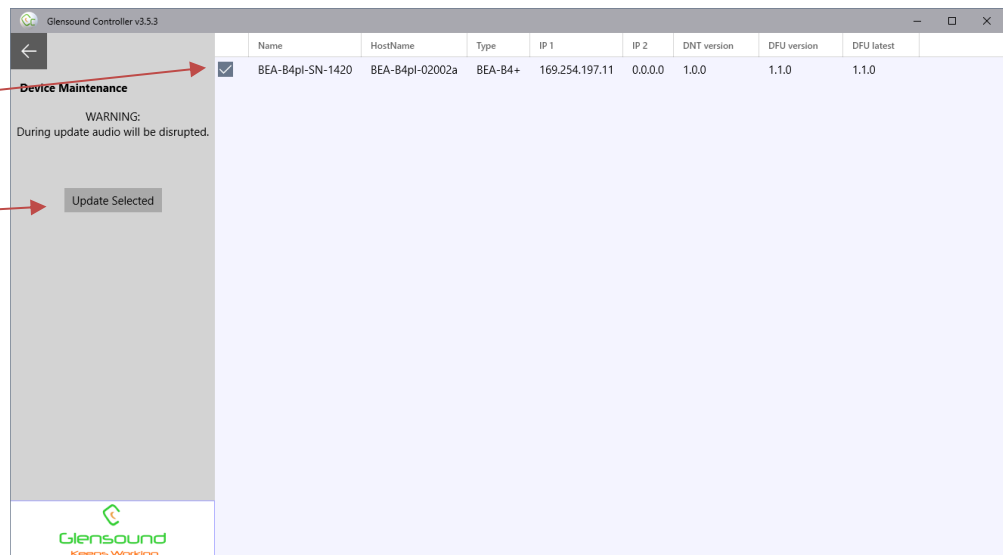 Glensound Controller v3.5.3
Name HostName Type IP 1 IP 2 DNT version DFU version DFU latest
BEA-B4pl-SN-1420 BEA-B4pl-02002a BEA-B4+ 169.254.197.11 0.0.0.0 1.0.0 1.1.0 1.1.0
Device Maintenance
WARNING:
During update audio will be disrupted.
Update Selected
Glensound
Keeps Working